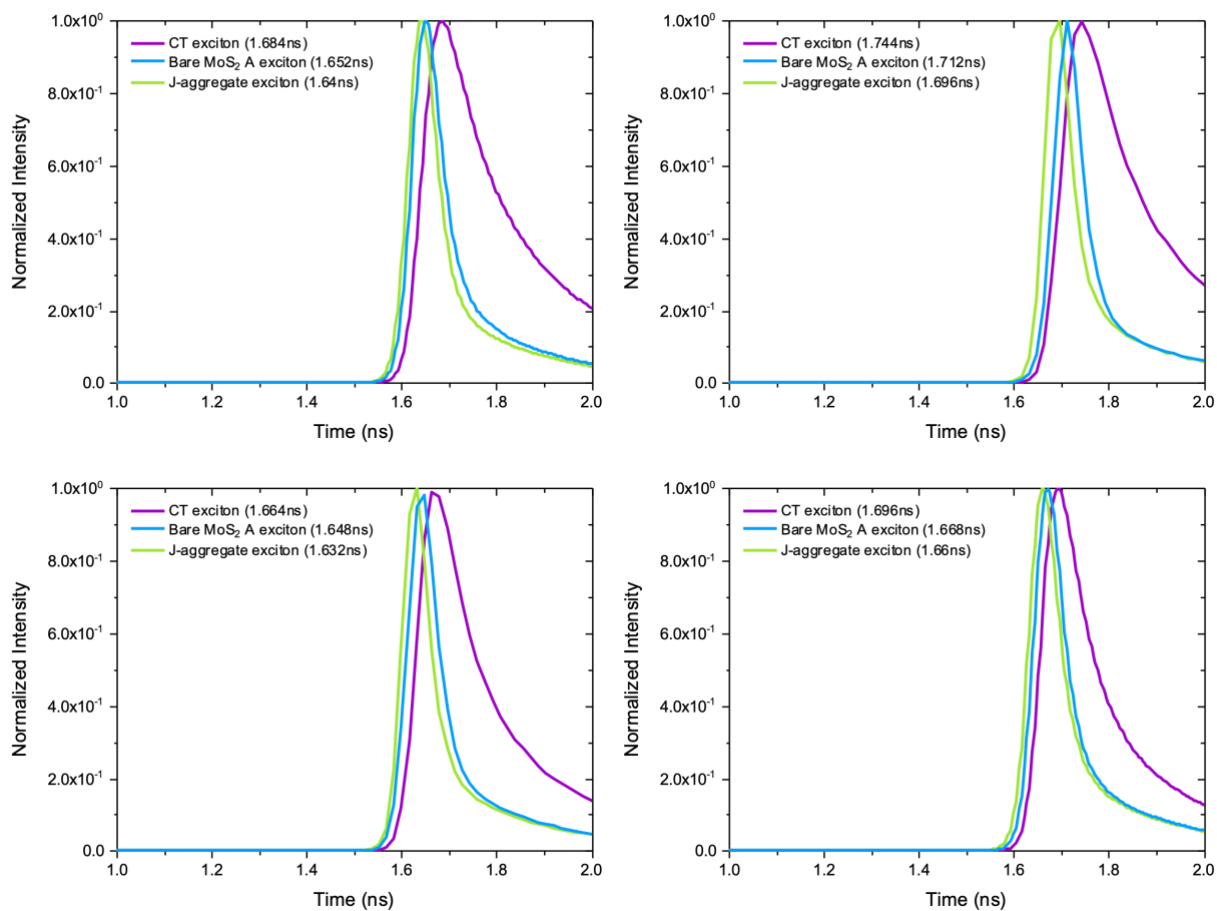 1.0x10⁰
8.0x10⁻¹
6.0x10⁻¹
4.0x10⁻¹
2.0x10⁻¹
0.0
Normalized Intensity
CT exciton (1.684ns)
Bare MoS₂ A exciton (1.652ns)
J-aggregate exciton (1.64ns)
1.0 1.2 1.4 1.6 1.8 2.0
Time (ns)
1.0x10⁰
8.0x10⁻¹
6.0x10⁻¹
4.0x10⁻¹
2.0x10⁻¹
0.0
Normalized Intensity
CT exciton (1.744ns)
Bare MoS₂ A exciton (1.712ns)
J-aggregate exciton (1.696ns)
1.0 1.2 1.4 1.6 1.8 2.0
Time (ns)
1.0x10⁰
8.0x10⁻¹
6.0x10⁻¹
4.0x10⁻¹
2.0x10⁻¹
0.0
Normalized Intensity
CT exciton (1.664ns)
Bare MoS₂ A exciton (1.648ns)
J-aggregate exciton (1.632ns)
1.0 1.2 1.4 1.6 1.8 2.0
Time (ns)
1.0x10⁰
8.0x10⁻¹
6.0x10⁻¹
4.0x10⁻¹
2.0x10⁻¹
0.0
Normalized Intensity
CT exciton (1.696ns)
Bare MoS₂ A exciton (1.668ns)
J-aggregate exciton (1.66ns)
1.0 1.2 1.4 1.6 1.8 2.0
Time (ns)